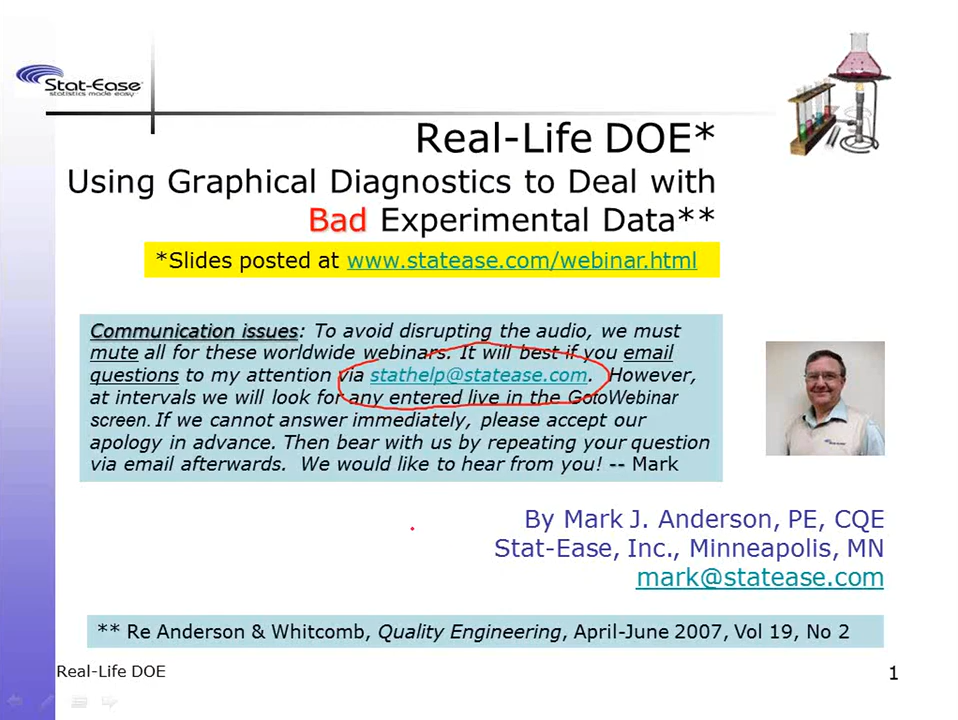 Stat-Ease
statistics made easy
Real-Life DOE*
Using Graphical Diagnostics to Deal with
Bad Experimental Data**
*Slides posted at www.statease.com/webinar.html
Communication issues: To avoid disrupting the audio, we must
mute all for these worldwide webinars. It will best if you email
questions to my attention via stathelp@statease.com. However,
at intervals we will look for any entered live in the GotoWebinar
screen. If we cannot answer immediately, please accept our
apology in advance. Then bear with us by repeating your question
via email afterwards. We would like to hear from you! -- Mark
By Mark J. Anderson, PE, CQE
Stat-Ease, Inc., Minneapolis, MN
mark@statease.com
** Re Anderson & Whitcomb, Quality Engineering, April-June 2007, Vol 19, No 2
Real-Life DOE
1